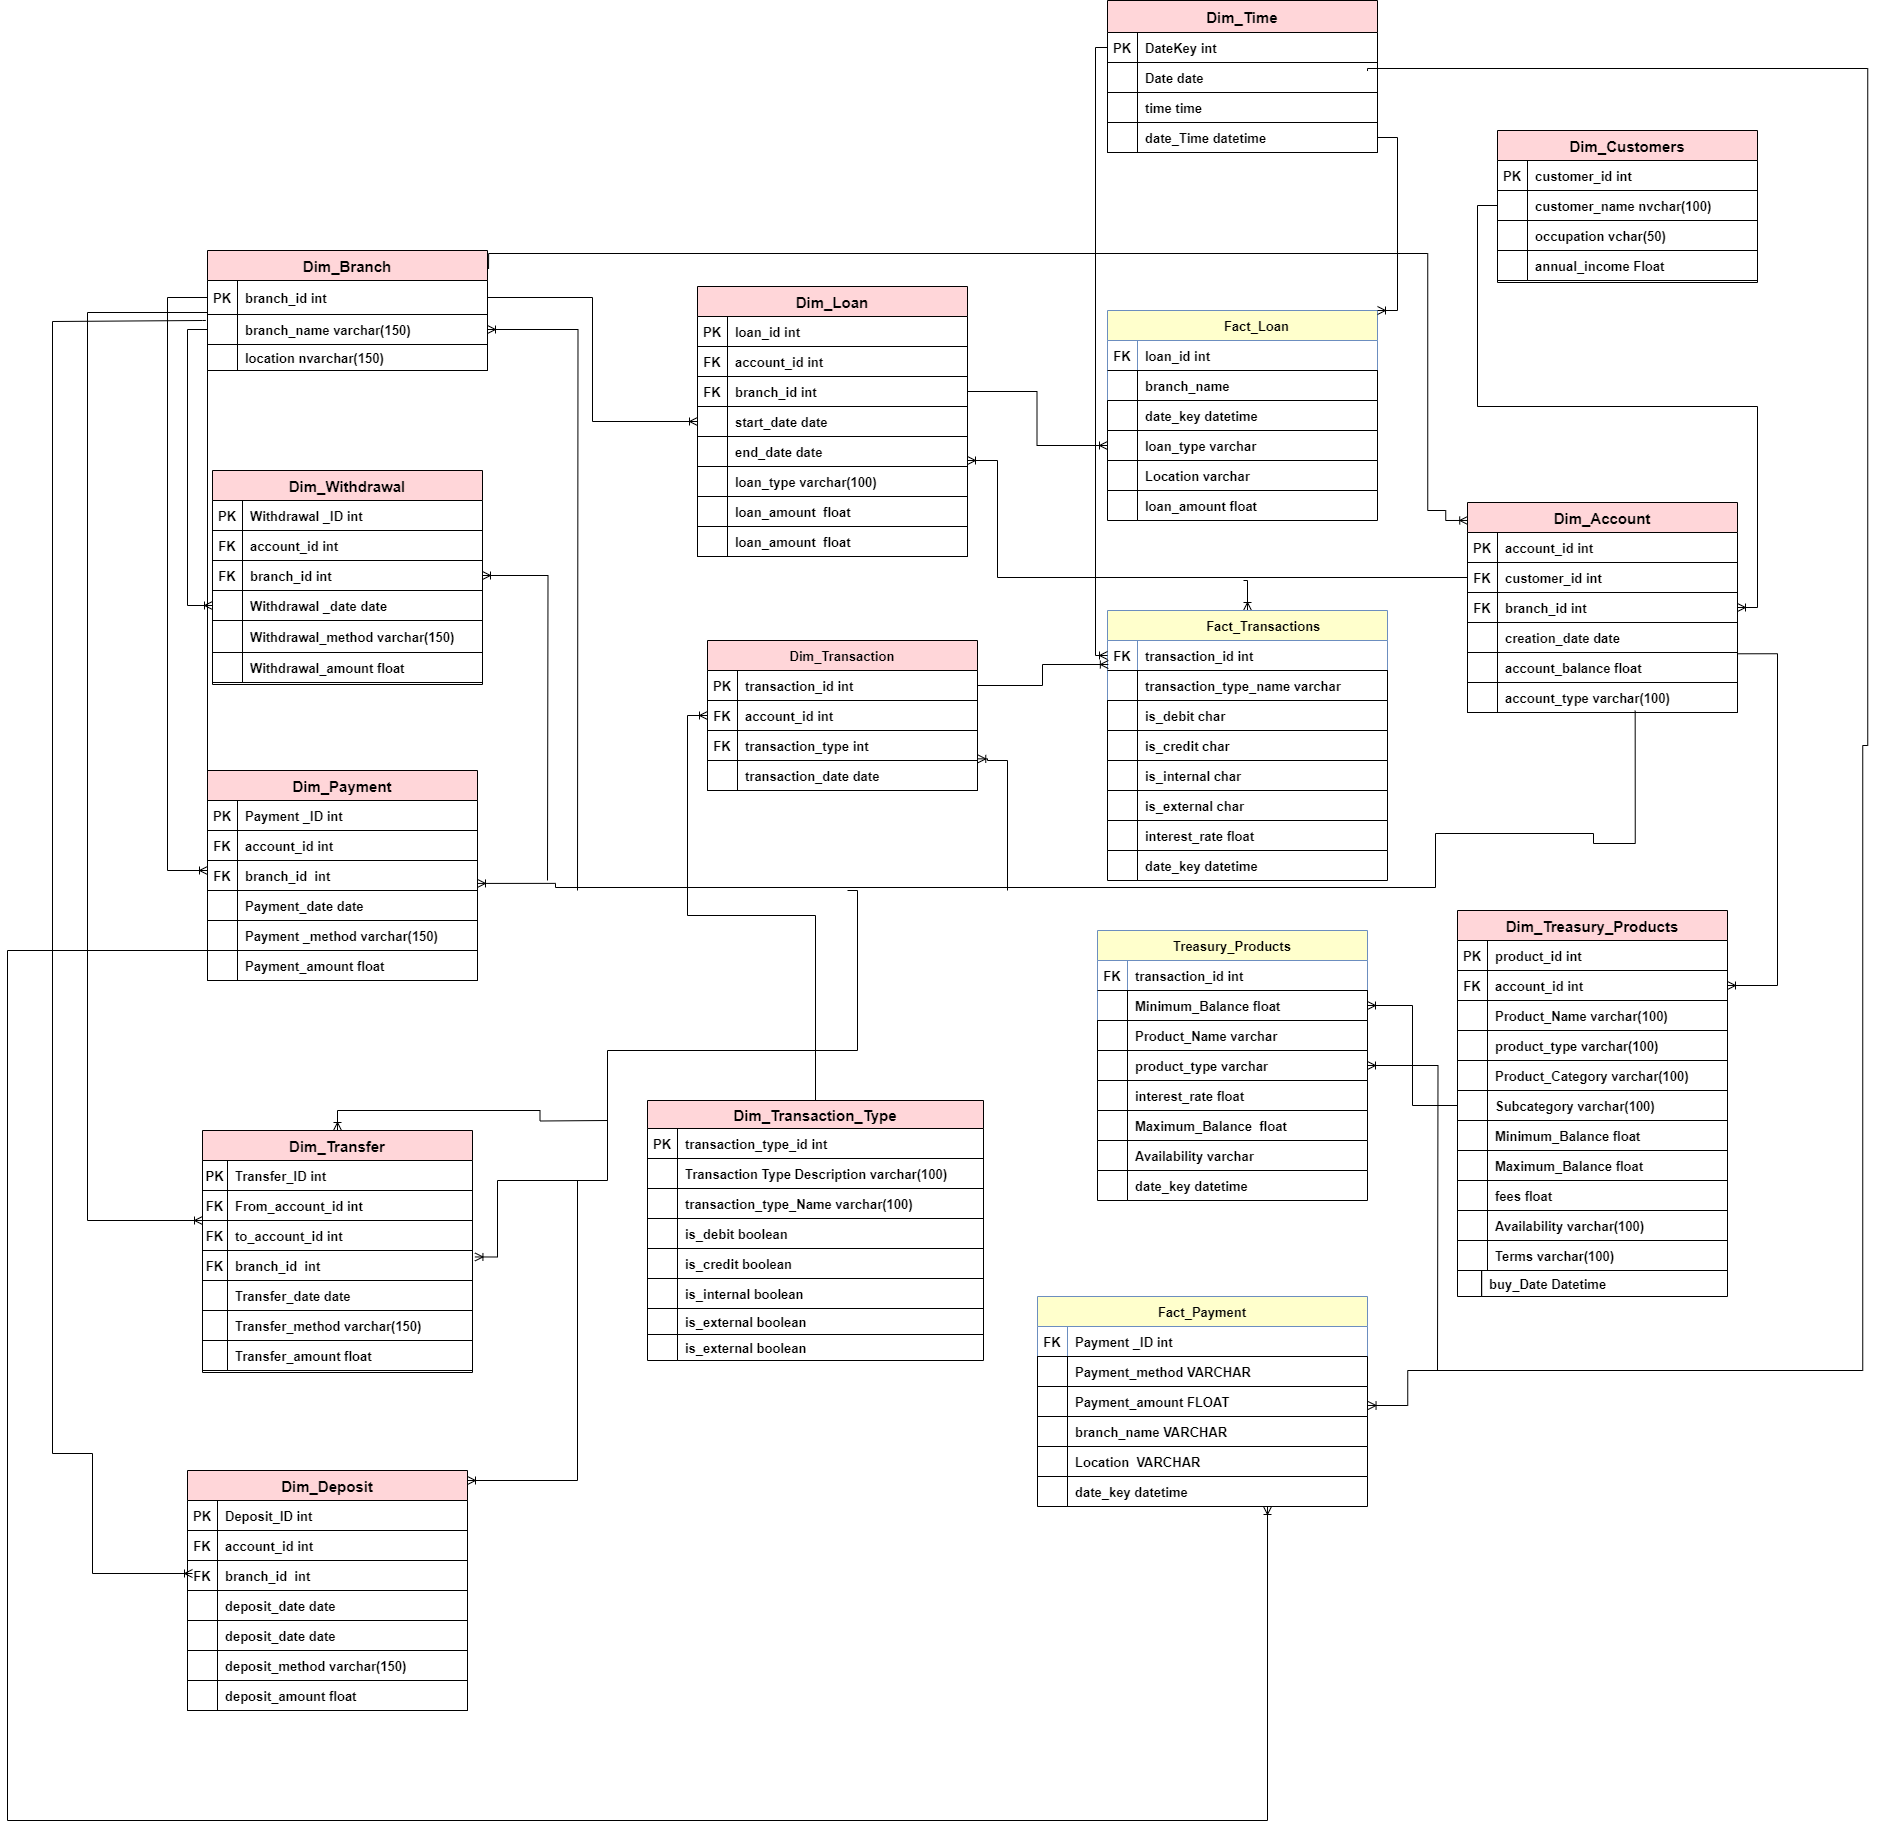 Dim_Time
PK DateKey int
Date date
time time
date_Time datetime
Dim_Customers
PK customer_id int
customer_name nvchar(100)
occupation vchar(50)
annual_income Float
Dim_Branch
PK branch_id int
branch_name varchar(150)
location nvarchar(150)
Dim_Loan
PK loan_id int
FK account_id int
FK branch_id int
start_date date
end_date date
loan_type varchar(100)
loan_amount  float
loan_amount  float
Fact_Loan
FK loan_id int
branch_name
date_key datetime
loan_type varchar
Location varchar
loan_amount float
Dim_Withdrawal
PK Withdrawal _ID int
FK account_id int
FK branch_id int
Withdrawal _date date
Withdrawal_method varchar(150)
Withdrawal_amount float
Dim_Account
PK account_id int
FK customer_id int
FK branch_id int
creation_date date
account_balance float
account_type varchar(100)
Dim_Transaction
PK transaction_id int
FK account_id int
FK transaction_type int
transaction_date date
Fact_Transactions
FK transaction_id int
transaction_type_name varchar
is_debit char
is_credit char
is_internal char
is_external char
interest_rate float
date_key datetime
Dim_Payment
PK Payment _ID int
FK account_id int
FK branch_id  int
Payment_date date
Payment _method varchar(150)
Payment_amount float
Treasury_Products
FK transaction_id int
Minimum_Balance float
Product_Name varchar
product_type varchar
interest_rate float
Maximum_Balance  float
Availability varchar
date_key datetime
Dim_Treasury_Products
PK product_id int
FK account_id int
Product_Name varchar(100)
product_type varchar(100)
Product_Category varchar(100)
Subcategory varchar(100)
Minimum_Balance float
Maximum_Balance float
fees float
Availability varchar(100)
Terms varchar(100)
buy_Date Datetime
Dim_Transfer
PK Transfer_ID int
FK From_account_id int
FK to_account_id int
FK branch_id  int
Transfer_date date
Transfer_method varchar(150)
Transfer_amount float
Dim_Transaction_Type
PK transaction_type_id int
Transaction Type Description varchar(100)
transaction_type_Name varchar(100)
is_debit boolean
is_credit boolean
is_internal boolean
is_external boolean
is_external boolean
Fact_Payment
FK Payment _ID int
Payment_method VARCHAR
Payment_amount FLOAT
branch_name VARCHAR
Location  VARCHAR
date_key datetime
Dim_Deposit
PK Deposit_ID int
FK account_id int
FK branch_id  int
deposit_date date
deposit_date date
deposit_method varchar(150)
deposit_amount float